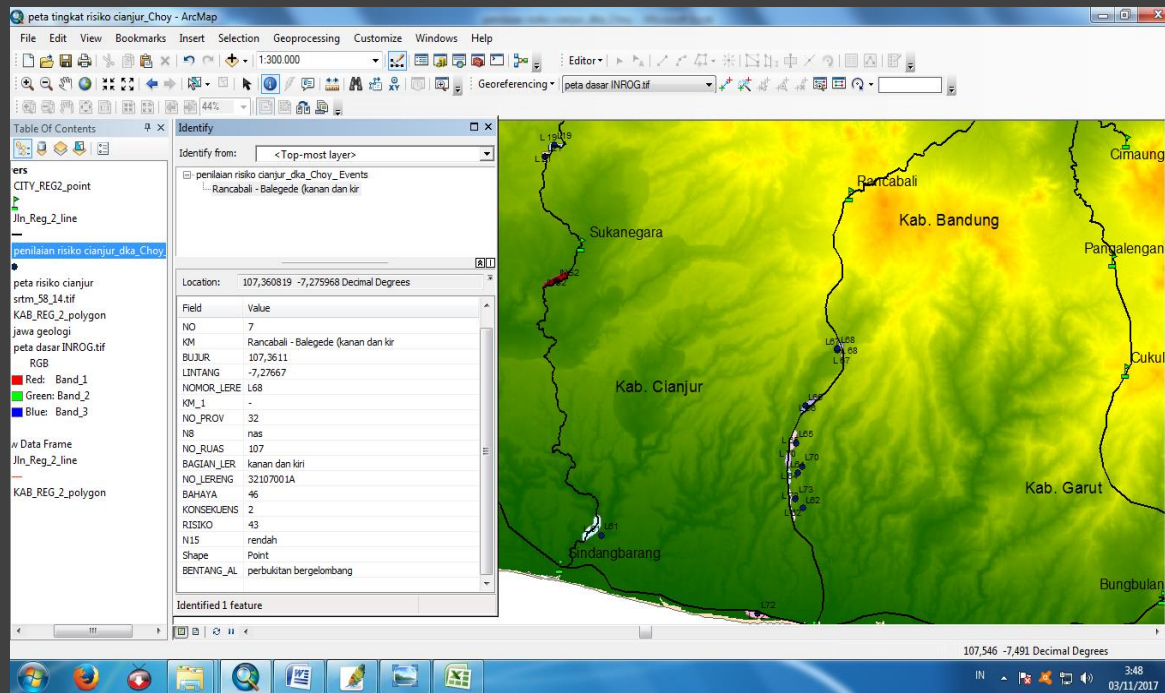 peta tingkat risiko cianjur_Choy - ArcMap
File Edit View Bookmarks Insert Selection Geoprocessing Customize Windows Help
1:300.000
Editor
Georeferencing peta dasar INROG.tif
44%
Table Of Contents
ers
CITY_REG2_point
Jln_Reg_2_line
penilaian risiko cianjur_dka_Choy_
peta risiko cianjur
srtm_58_14.tif
KAB_REG_2_polygon
jawa geologi
peta dasar INROG.tif
RGB
Red: Band_1
Green: Band_2
Blue: Band_3
w Data Frame
Jln_Reg_2_line
KAB_REG_2_polygon
Identify
Identify from: <Top-most layer>
penilaian risiko cianjur_dka_Choy_Events
Rancabali - Balegede (kanan dan kir
Location: 107,360819 -7,275968 Decimal Degrees
Field Value
NO 7
KM Rancabali - Balegede (kanan dan kir
BUJUR 107,3611
LINTANG -7,27667
NOMOR_LERE L68
KM_1 -
NO_PROV 32
N8 nas
NO_RUAS 107
BAGIAN_LER kanan dan kiri
NO_LERENG 32107001A
BAHAYA 46
KONSEKUENS 2
RISIKO 43
N15 rendah
Shape Point
BENTANG_AL perbukitan bergelombang
Identified 1 feature
Cimaung
Rancabali
Kab. Bandung
Sukanegara
Pangalengan
L68
L67
Cukul
Kab. Cianjur
L65
L70
Kab. Garut
L73
L62
L61
Sindangbarang
Bungbulan
L72
107,546 -7,491 Decimal Degrees
IN
3:48
03/11/2017